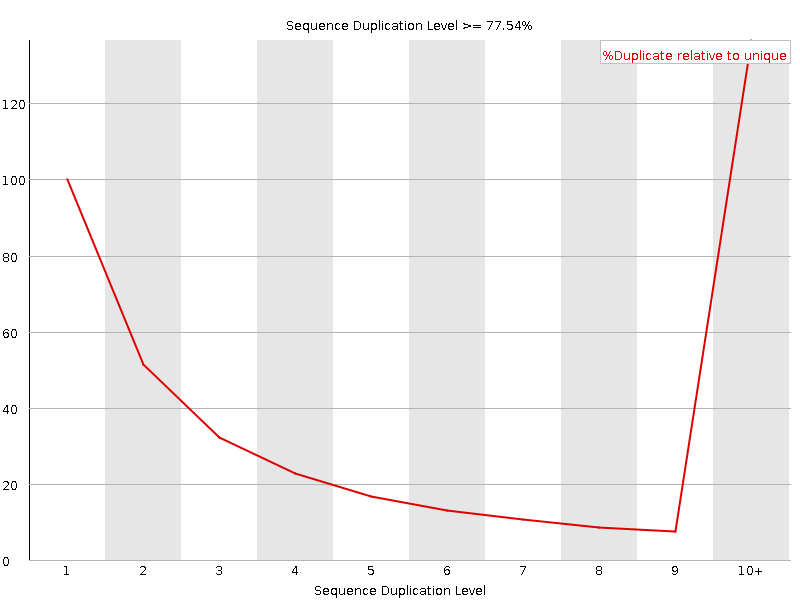 Sequence Duplication Level >= 77.54%
%Duplicate relative to unique
120
100
80
60
40
20
0
1 2 3 4 5 6 7 8 9 10+
Sequence Duplication Level